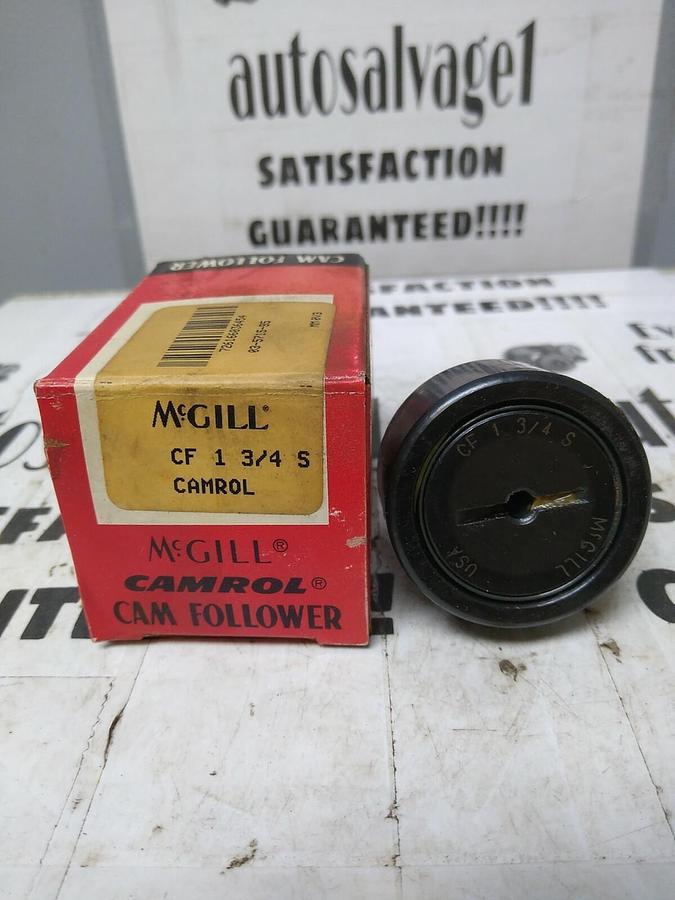 autosalvage1
SATISFACTION
GUARANTEED!!!!
CAM FOLLOWER
McGILL®
CF 1 3/4 S
CAMROL
McGILL®
CAMROL®
CAM FOLLOWER
CF 1 3/4 S
McGILL
USA